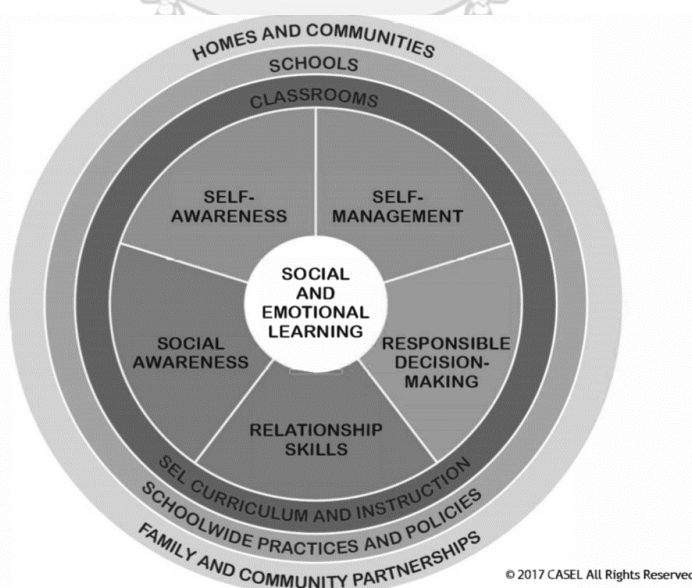 HOMES AND COMMUNITIES
SCHOOLS
CLASSROOMS
SELF-
AWARENESS
SELF-
MANAGEMENT
SOCIAL
AND
EMOTIONAL
LEARNING
SOCIAL
AWARENESS
RESPONSIBLE
DECISION-
MAKING
RELATIONSHIP
SKILLS
SEL CURRICULUM AND INSTRUCTION
SCHOOLWIDE PRACTICES AND POLICIES
FAMILY AND COMMUNITY PARTNERSHIPS
© 2017 CASEL All Rights Reserved